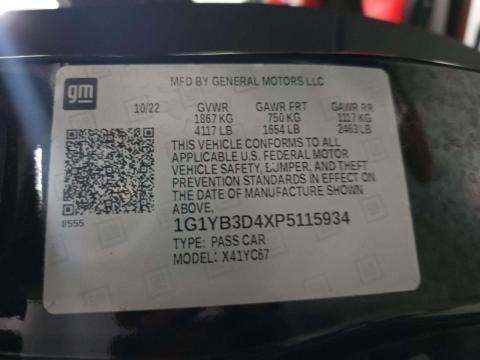 gm
MFD BY GENERAL MOTORS LLC
10/22 GVWR GAWR FRT GAWR RR
1867 KG 750 KG 1117 KG
4117 LB 1654 LB 2463 LB
THIS VEHICLE CONFORMS TO ALL
APPLICABLE U.S. FEDERAL MOTOR
VEHICLE SAFETY, BUMPER, AND THEFT
PREVENTION STANDARDS IN EFFECT ON
THE DATE OF MANUFACTURE SHOWN
ABOVE.
8555
1G1YB3D4XP5115934
TYPE: PASS CAR
MODEL: X41YC67